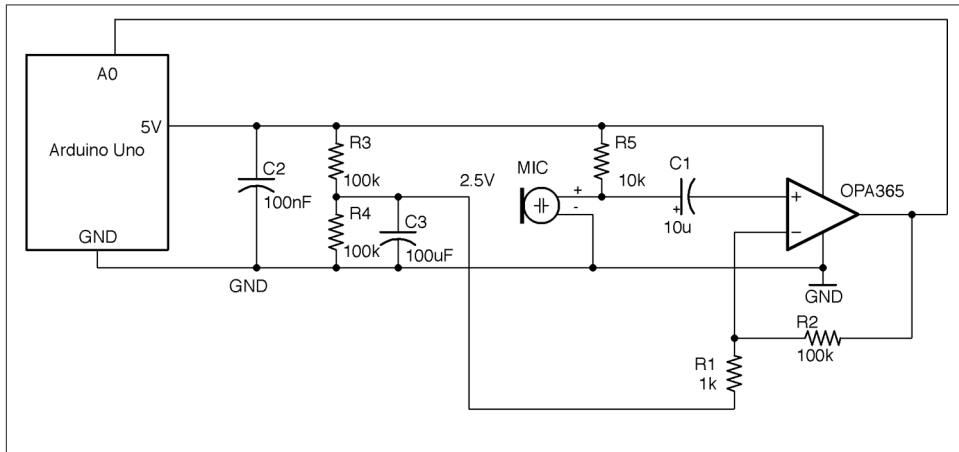 A0
5V
Arduino Uno
GND
C2
100nF
GND
R3
100k
R4
100k
C3
100uF
2.5V
MIC
+
-
R5
10k
C1
+
10u
+
−
OPA365
GND
R2
100k
R1
1k